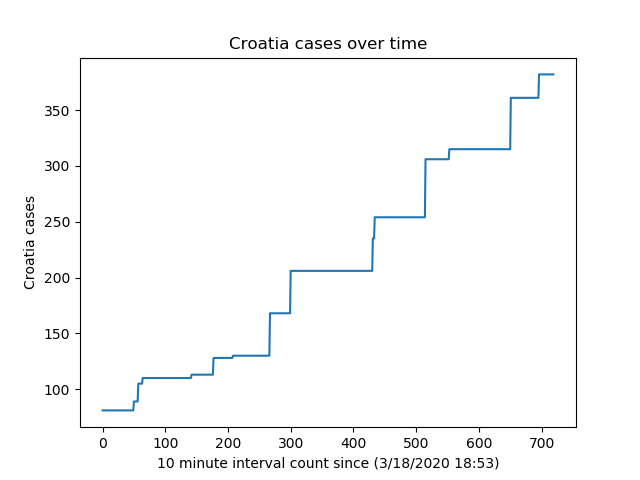 Croatia cases over time
350
300
250
200
150
100
Croatia cases
0 100 200 300 400 500 600 700
10 minute interval count since (3/18/2020 18:53)